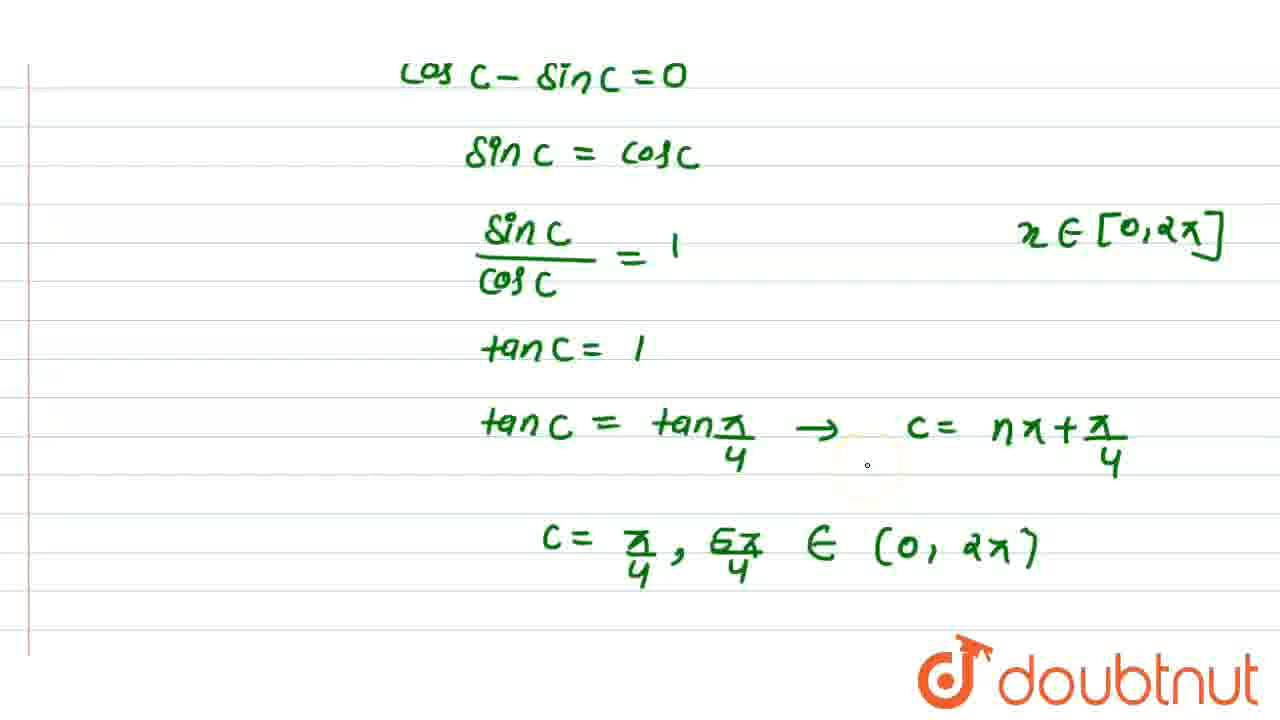 cos c - sin c = 0
sin c = cos c
sin c / cos c = 1
x ∈ [0, 2π]
tan c = 1
tan c = tan π/4 → c = nπ + π/4
c = π/4, 5π/4 ∈ (0, 2π)
doubtnut